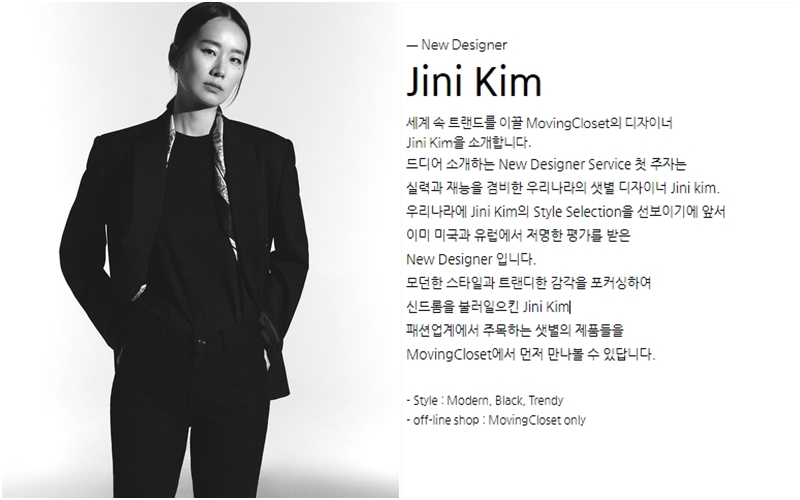 — New Designer
Jini Kim
세계 속 트랜드를 이끌 MovingCloset의 디자이너
Jini Kim을 소개합니다.
드디어 소개하는 New Designer Service 첫 주자는
실력과 재능을 겸비한 우리나라의 샛별 디자이너 Jini kim.
우리나라에 Jini Kim의 Style Selection을 선보이기에 앞서
이미 미국과 유럽에서 저명한 평가를 받은
New Designer 입니다.
모던한 스타일과 트랜디한 감각을 포커싱하여
신드롬을 불러일으킨 Jini Kim
패션업계에서 주목하는 샛별의 제품들을
MovingCloset에서 먼저 만나볼 수 있답니다.
- Style : Modern, Black, Trendy
- off-line shop : MovingCloset only